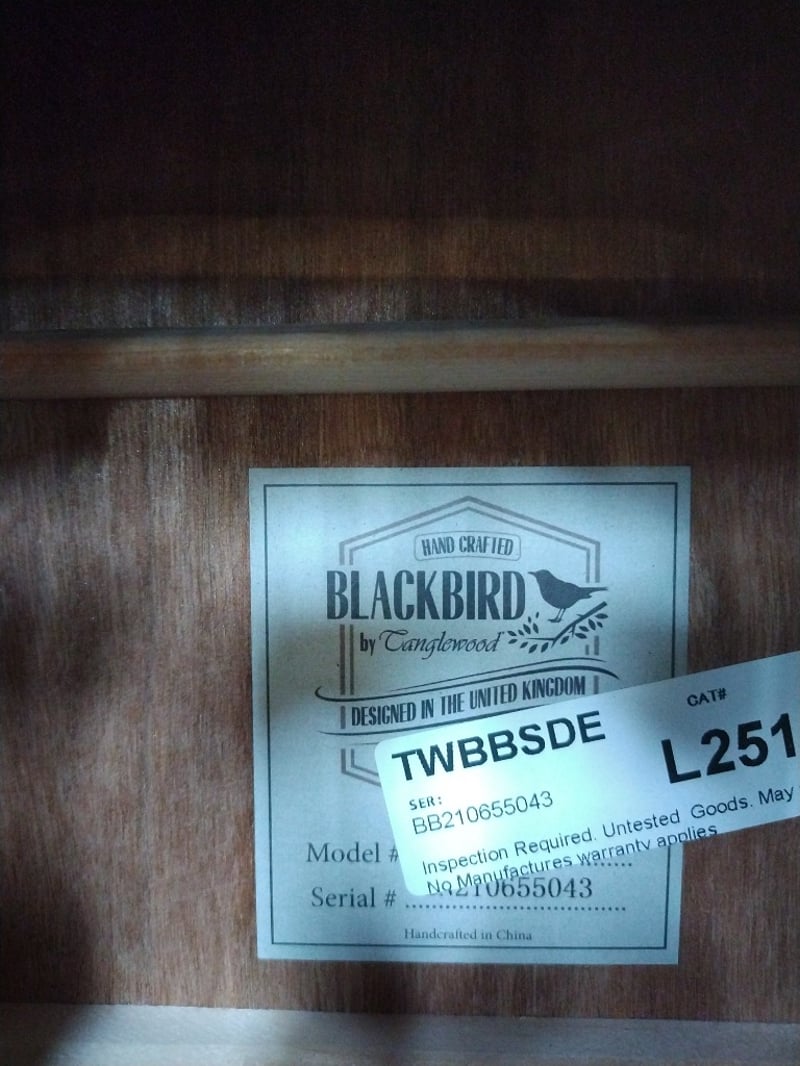 HAND CRAFTED
BLACKBIRD
by Tanglewood
DESIGNED IN THE UNITED KINGDOM
TWBBSDE
CAT#
L251
SER:
BB210655043
Inspection Required. Untested Goods. May
No Manufactures warranty applies
Model #
Serial # 210655043
Handcrafted in China